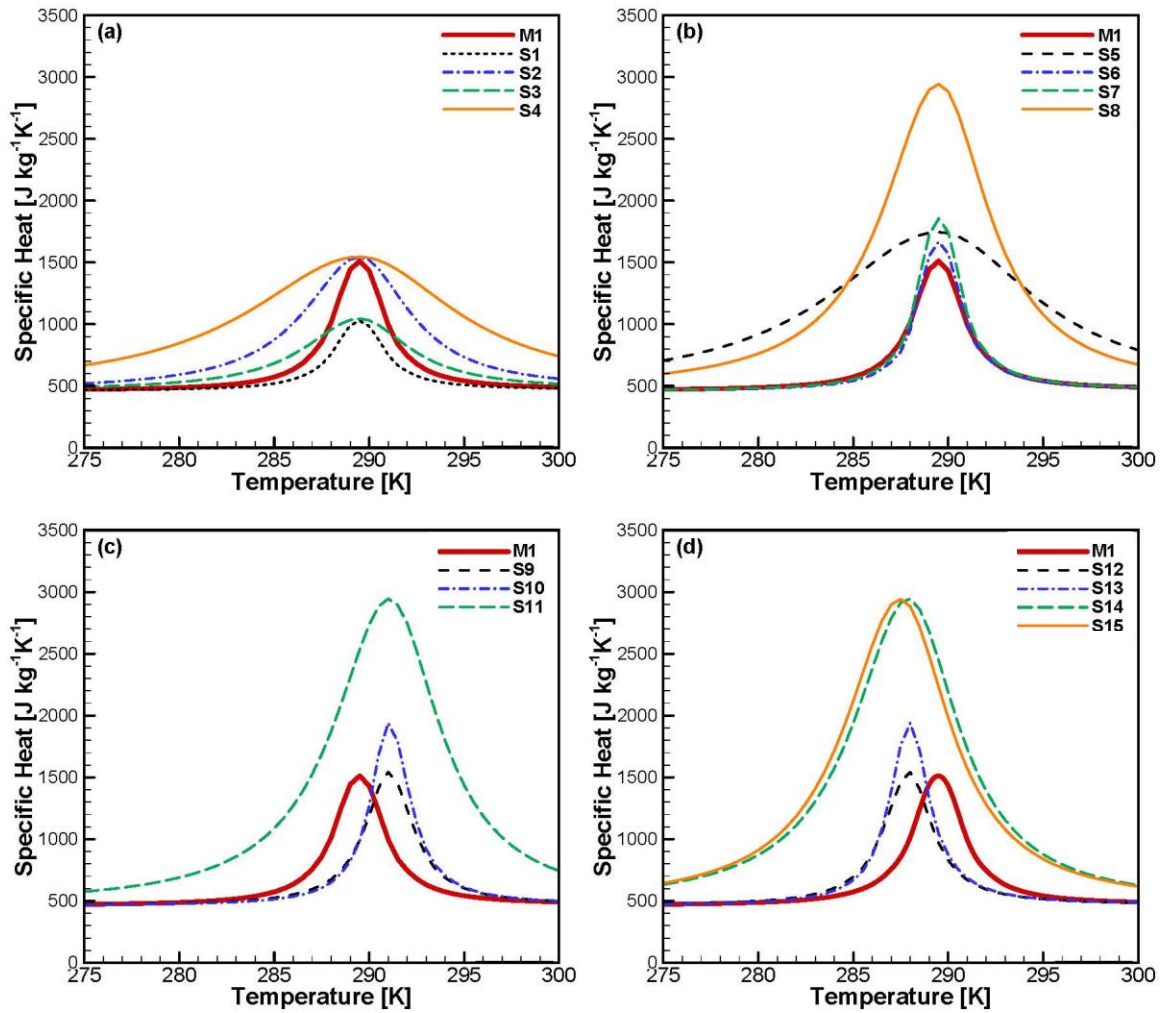 (a)
M1
S1
S2
S3
S4
3500
3000
2500
2000
1500
1000
500
0
Specific Heat [J kg⁻¹K⁻¹]
275 280 285 290 295 300
Temperature [K]
(b)
M1
S5
S6
S7
S8
3500
3000
2500
2000
1500
1000
500
0
Specific Heat [J kg⁻¹K⁻¹]
275 280 285 290 295 300
Temperature [K]
(c)
M1
S9
S10
S11
3500
3000
2500
2000
1500
1000
500
0
Specific Heat [J kg⁻¹K⁻¹]
275 280 285 290 295 300
Temperature [K]
(d)
M1
S12
S13
S14
S15
3500
3000
2500
2000
1500
1000
500
0
Specific Heat [J kg⁻¹K⁻¹]
275 280 285 290 295 300
Temperature [K]